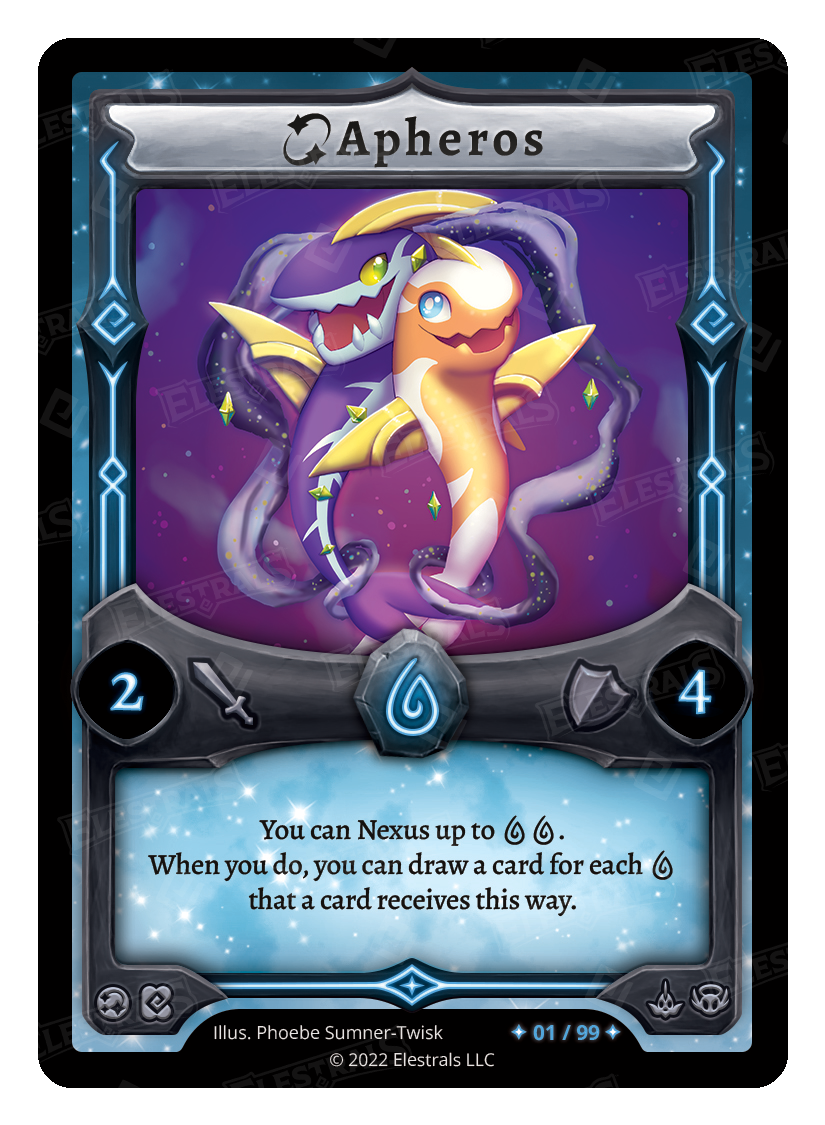 Apheros
2
4
You can Nexus up to .
When you do, you can draw a card for each
that a card receives this way.
Illus. Phoebe Sumner-Twisk
01 / 99
© 2022 Elestrals LLC
ELESTRALS